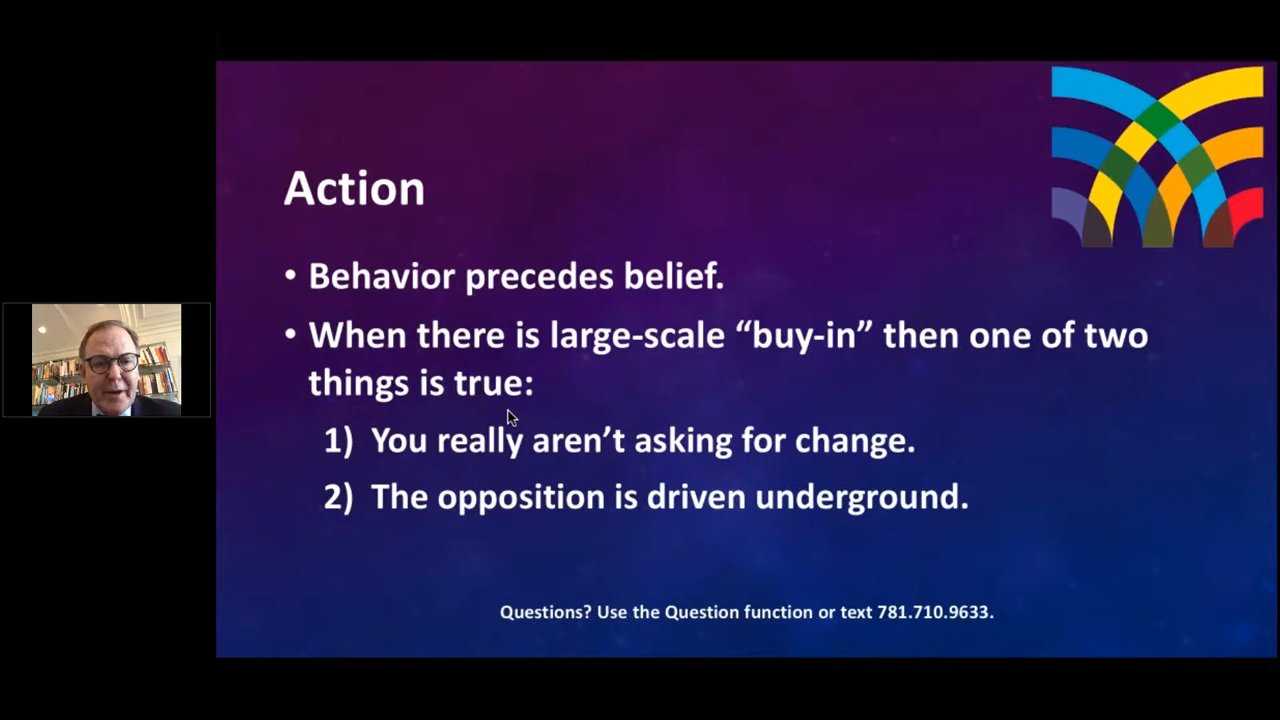 Action
• Behavior precedes belief.
• When there is large-scale “buy-in” then one of two
things is true:
1) You really aren’t asking for change.
2) The opposition is driven underground.
Questions? Use the Question function or text 781.710.9633.